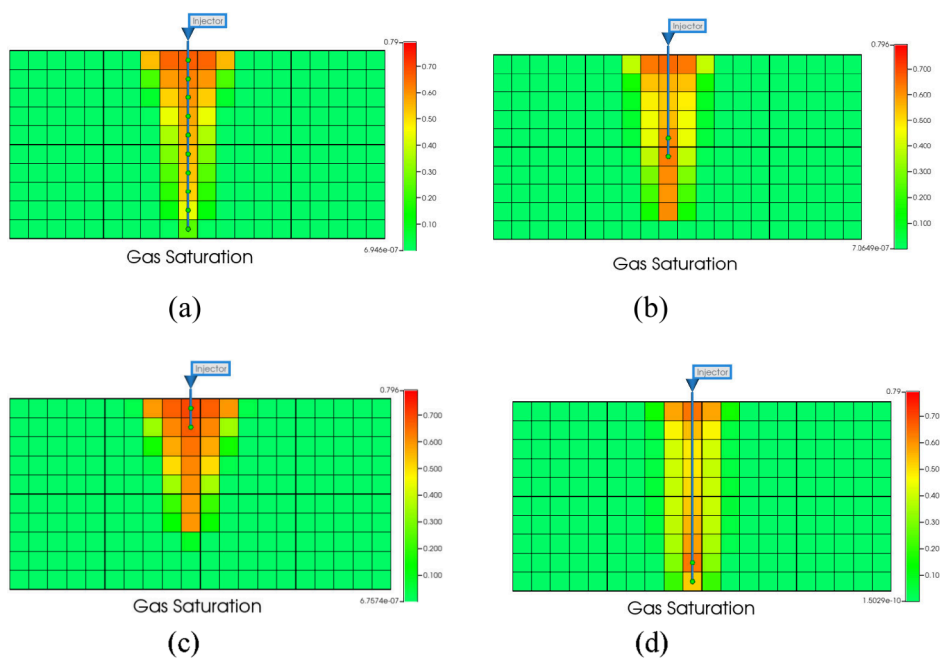 Injector
0.79
0.70
0.60
0.50
0.40
0.30
0.20
0.10
6.946e-07
Gas Saturation
(a)
Injector
0.796
0.700
0.600
0.500
0.400
0.300
0.200
0.100
7.0649e-07
Gas Saturation
(b)
Injector
0.796
0.700
0.600
0.500
0.400
0.300
0.200
0.100
6.7574e-07
Gas Saturation
(c)
Injector
0.79
0.70
0.60
0.50
0.40
0.30
0.20
0.10
1.5029e-10
Gas Saturation
(d)